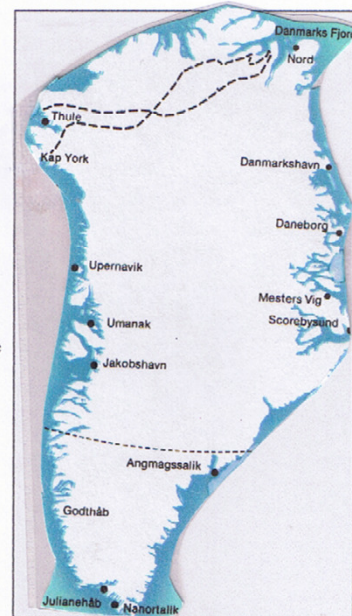 Danmarks Fjord
Nord
Thule
Kap York
Danmarkshavn
Daneborg
Upernavik
Mesters Vig
Umanak
Scorebysund
Jakobshavn
Angmagssalik
Godthåb
Julianehåb
Nanortalik